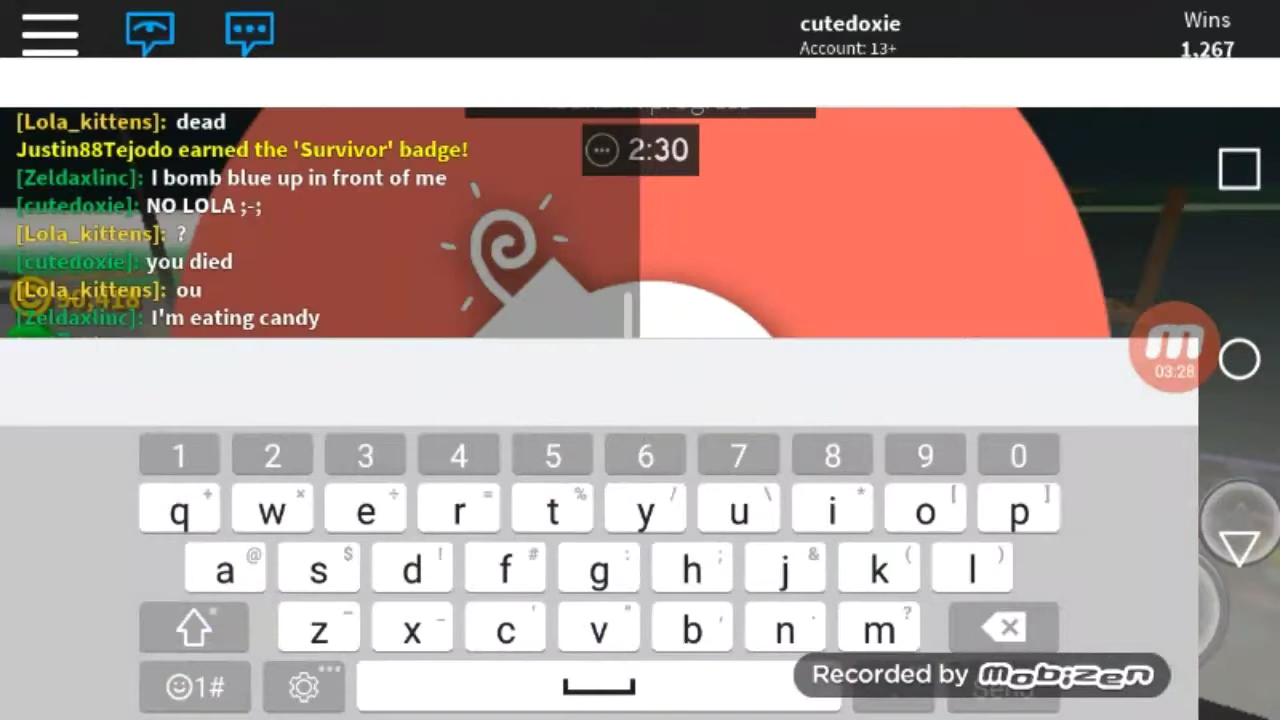 cutedoxie
Account: 13+
Wins
1,267
[Lola_kittens]: dead
Justin88Tejodo earned the 'Survivor' badge!
[Zeldaxlinc]: I bomb blue up in front of me
[cutedoxie]: NO LOLA ;-;
[Lola_kittens]: ?
[cutedoxie]: you died
[Lola_kittens]: ou
[Zeldaxlinc]: I'm eating candy
2:30
03:28
1 2 3 4 5 6 7 8 9 0
q w e r t y u i o p
a s d f g h j k l
z x c v b n m
1#
Recorded by mobizen
Send